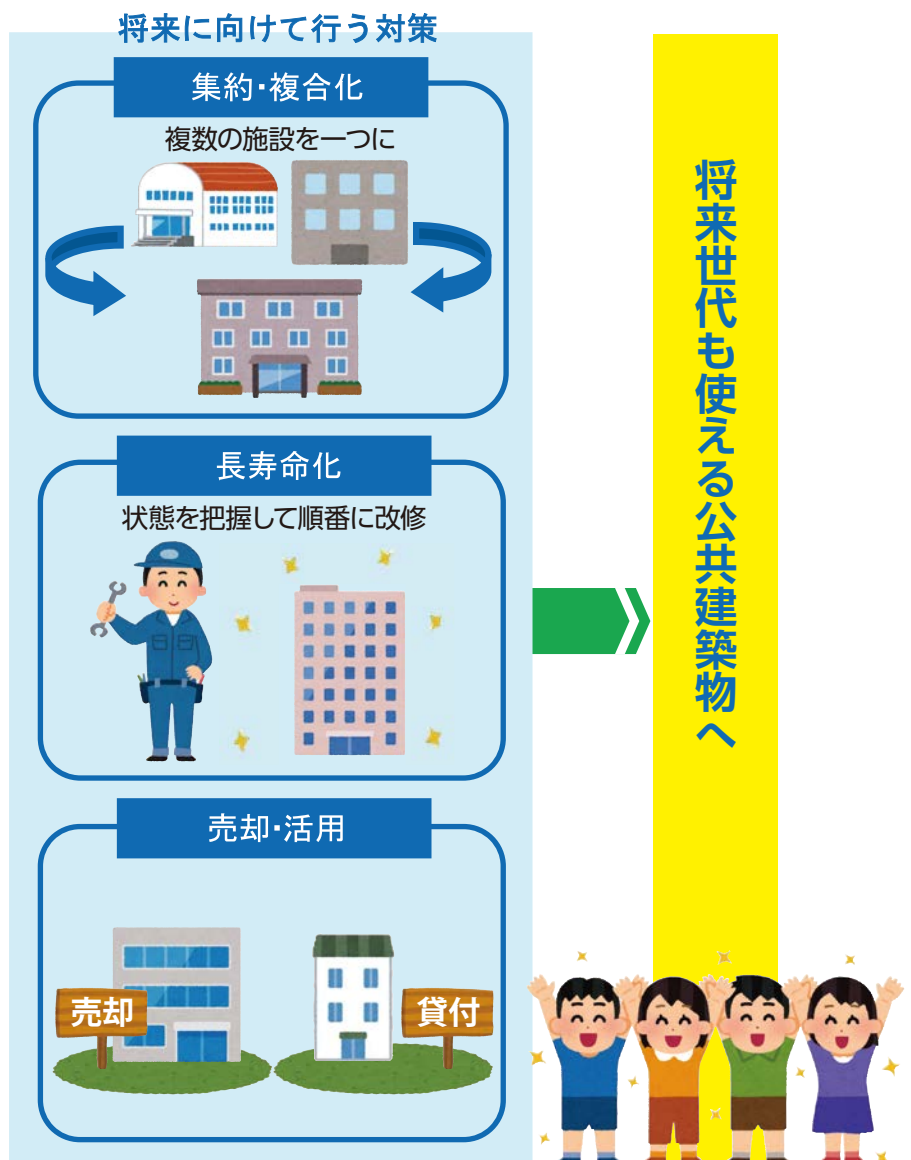 将来に向けて行う対策
集約・複合化
複数の施設を一つに
長寿命化
状態を把握して順番に改修
売却・活用
売却
貸付
将来世代も使える公共建築物へ